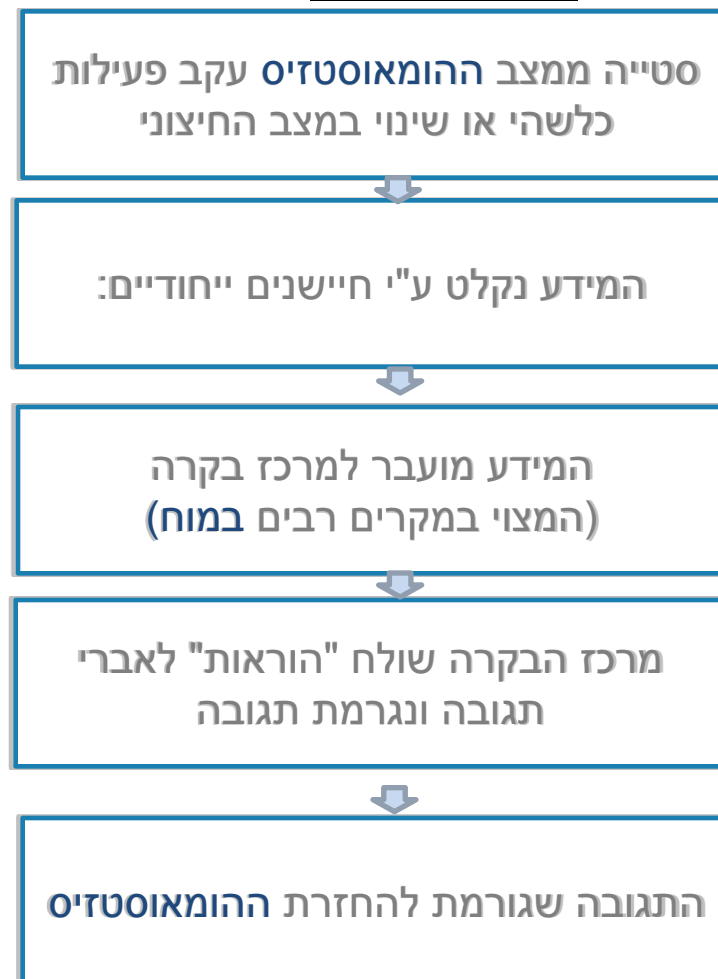 סטייה ממצב ההומאוסטזיס עקב פעילות
כלשהי או שינוי במצב החיצוני
המידע נקלט ע"י חיישנים ייחודיים:
המידע מועבר למרכז בקרה
(המצוי במקרים רבים במוח)
מרכז הבקרה שולח "הוראות" לאברי
תגובה ונגרמת תגובה
התגובה שגורמת להחזרת ההומאוסטזיס